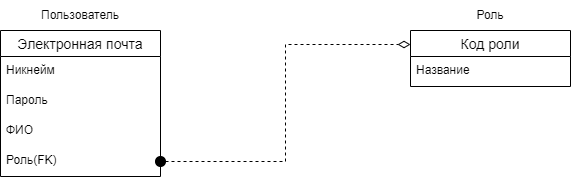 Пользователь
Электронная почта
Никнейм
Пароль
ФИО
Роль(FK)
Роль
Код роли
Название